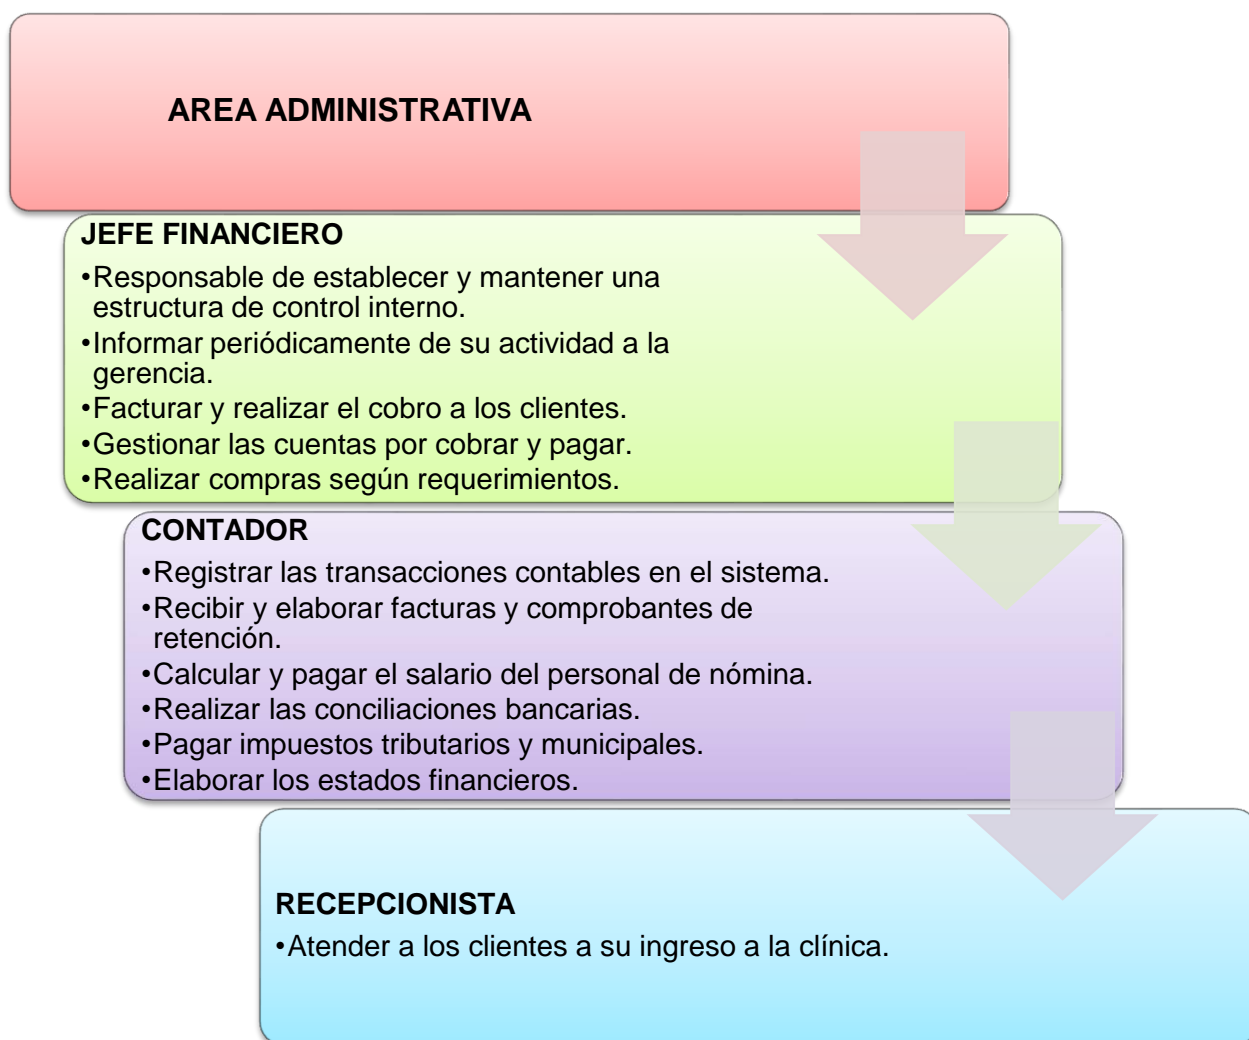 AREA ADMINISTRATIVA
JEFE FINANCIERO
•Responsable de establecer y mantener una
estructura de control interno.
•Informar periódicamente de su actividad a la
gerencia.
•Facturar y realizar el cobro a los clientes.
•Gestionar las cuentas por cobrar y pagar.
•Realizar compras según requerimientos.
CONTADOR
•Registrar las transacciones contables en el sistema.
•Recibir y elaborar facturas y comprobantes de
retención.
•Calcular y pagar el salario del personal de nómina.
•Realizar las conciliaciones bancarias.
•Pagar impuestos tributarios y municipales.
•Elaborar los estados financieros.
RECEPCIONISTA
•Atender a los clientes a su ingreso a la clínica.